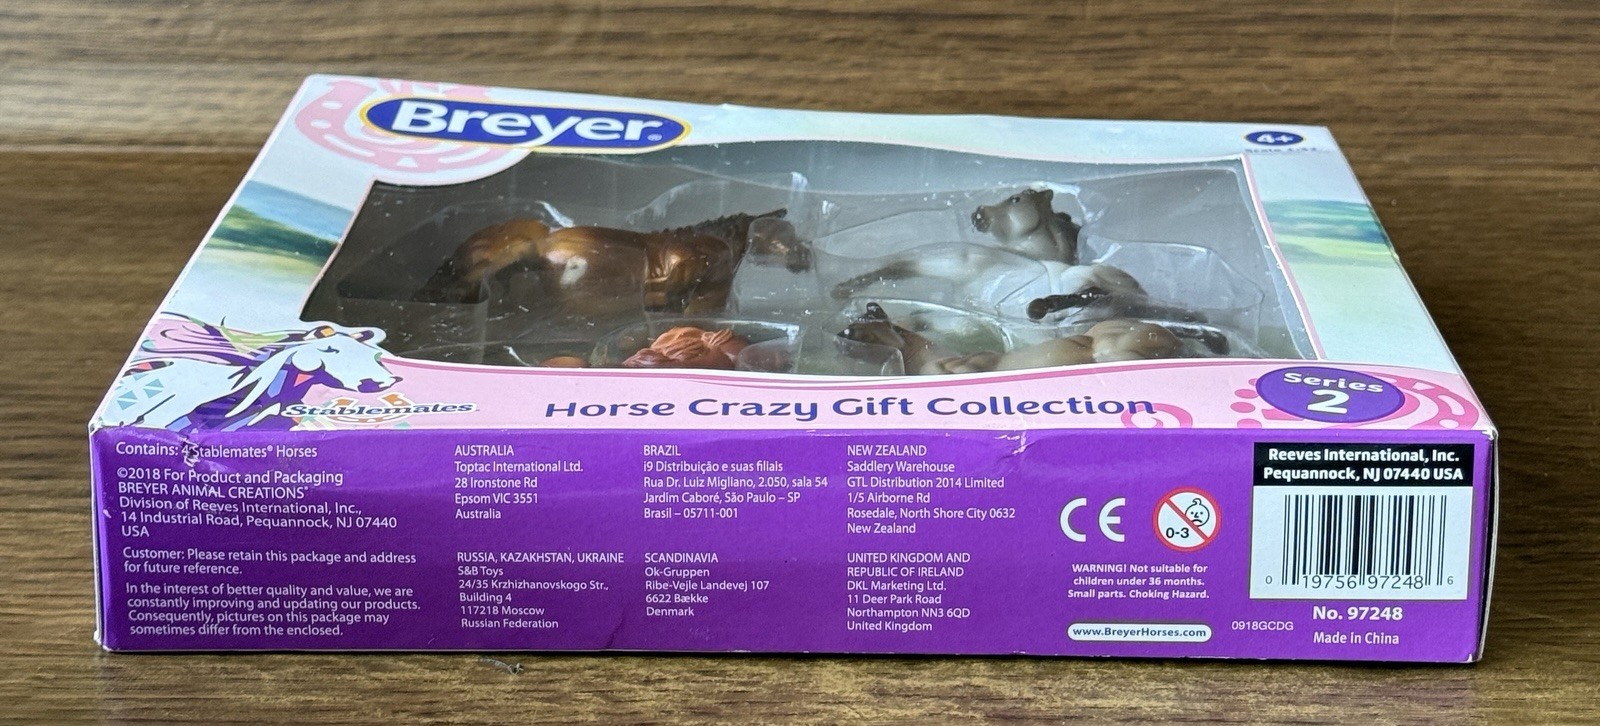 Breyer®
4+
Stablemates
Horse Crazy Gift Collection
Series
2
Contains: 4 Stablemates® Horses
©2018 For Product and Packaging
BREYER ANIMAL CREATIONS®
Division of Reeves International, Inc.,
14 Industrial Road, Pequannock, NJ 07440
USA
Customer: Please retain this package and address
for future reference.
In the interest of better quality and value, we are
constantly improving and updating our products.
Consequently, pictures on this package may
sometimes differ from the enclosed.
AUSTRALIA
Toptac International Ltd.
28 Ironstone Rd
Epsom VIC 3551
Australia
RUSSIA, KAZAKHSTAN, UKRAINE
S&B Toys
24/35 Krzhizhanovskogo Str.,
Building 4
117218 Moscow
Russian Federation
BRAZIL
i9 Distribuição e suas filiais
Rua Dr. Luiz Migliano, 2.050, sala 54
Jardim Caboré, São Paulo – SP
Brasil – 05711-001
SCANDINAVIA
Ok-Gruppen
Ribe-Vejle Landevej 107
6622 Bække
Denmark
NEW ZEALAND
Saddlery Warehouse
GTL Distribution 2014 Limited
1/5 Airborne Rd
Rosedale, North Shore City 0632
New Zealand
UNITED KINGDOM AND
REPUBLIC OF IRELAND
DKL Marketing Ltd.
11 Deer Park Road
Northampton NN3 6QD
United Kingdom
CE
0-3
WARNING! Not suitable for
children under 36 months.
Small parts. Choking Hazard.
www.BreyerHorses.com
0918GCDG
Reeves International, Inc.
Pequannock, NJ 07440 USA
0 19756 97248 6
No. 97248
Made in China